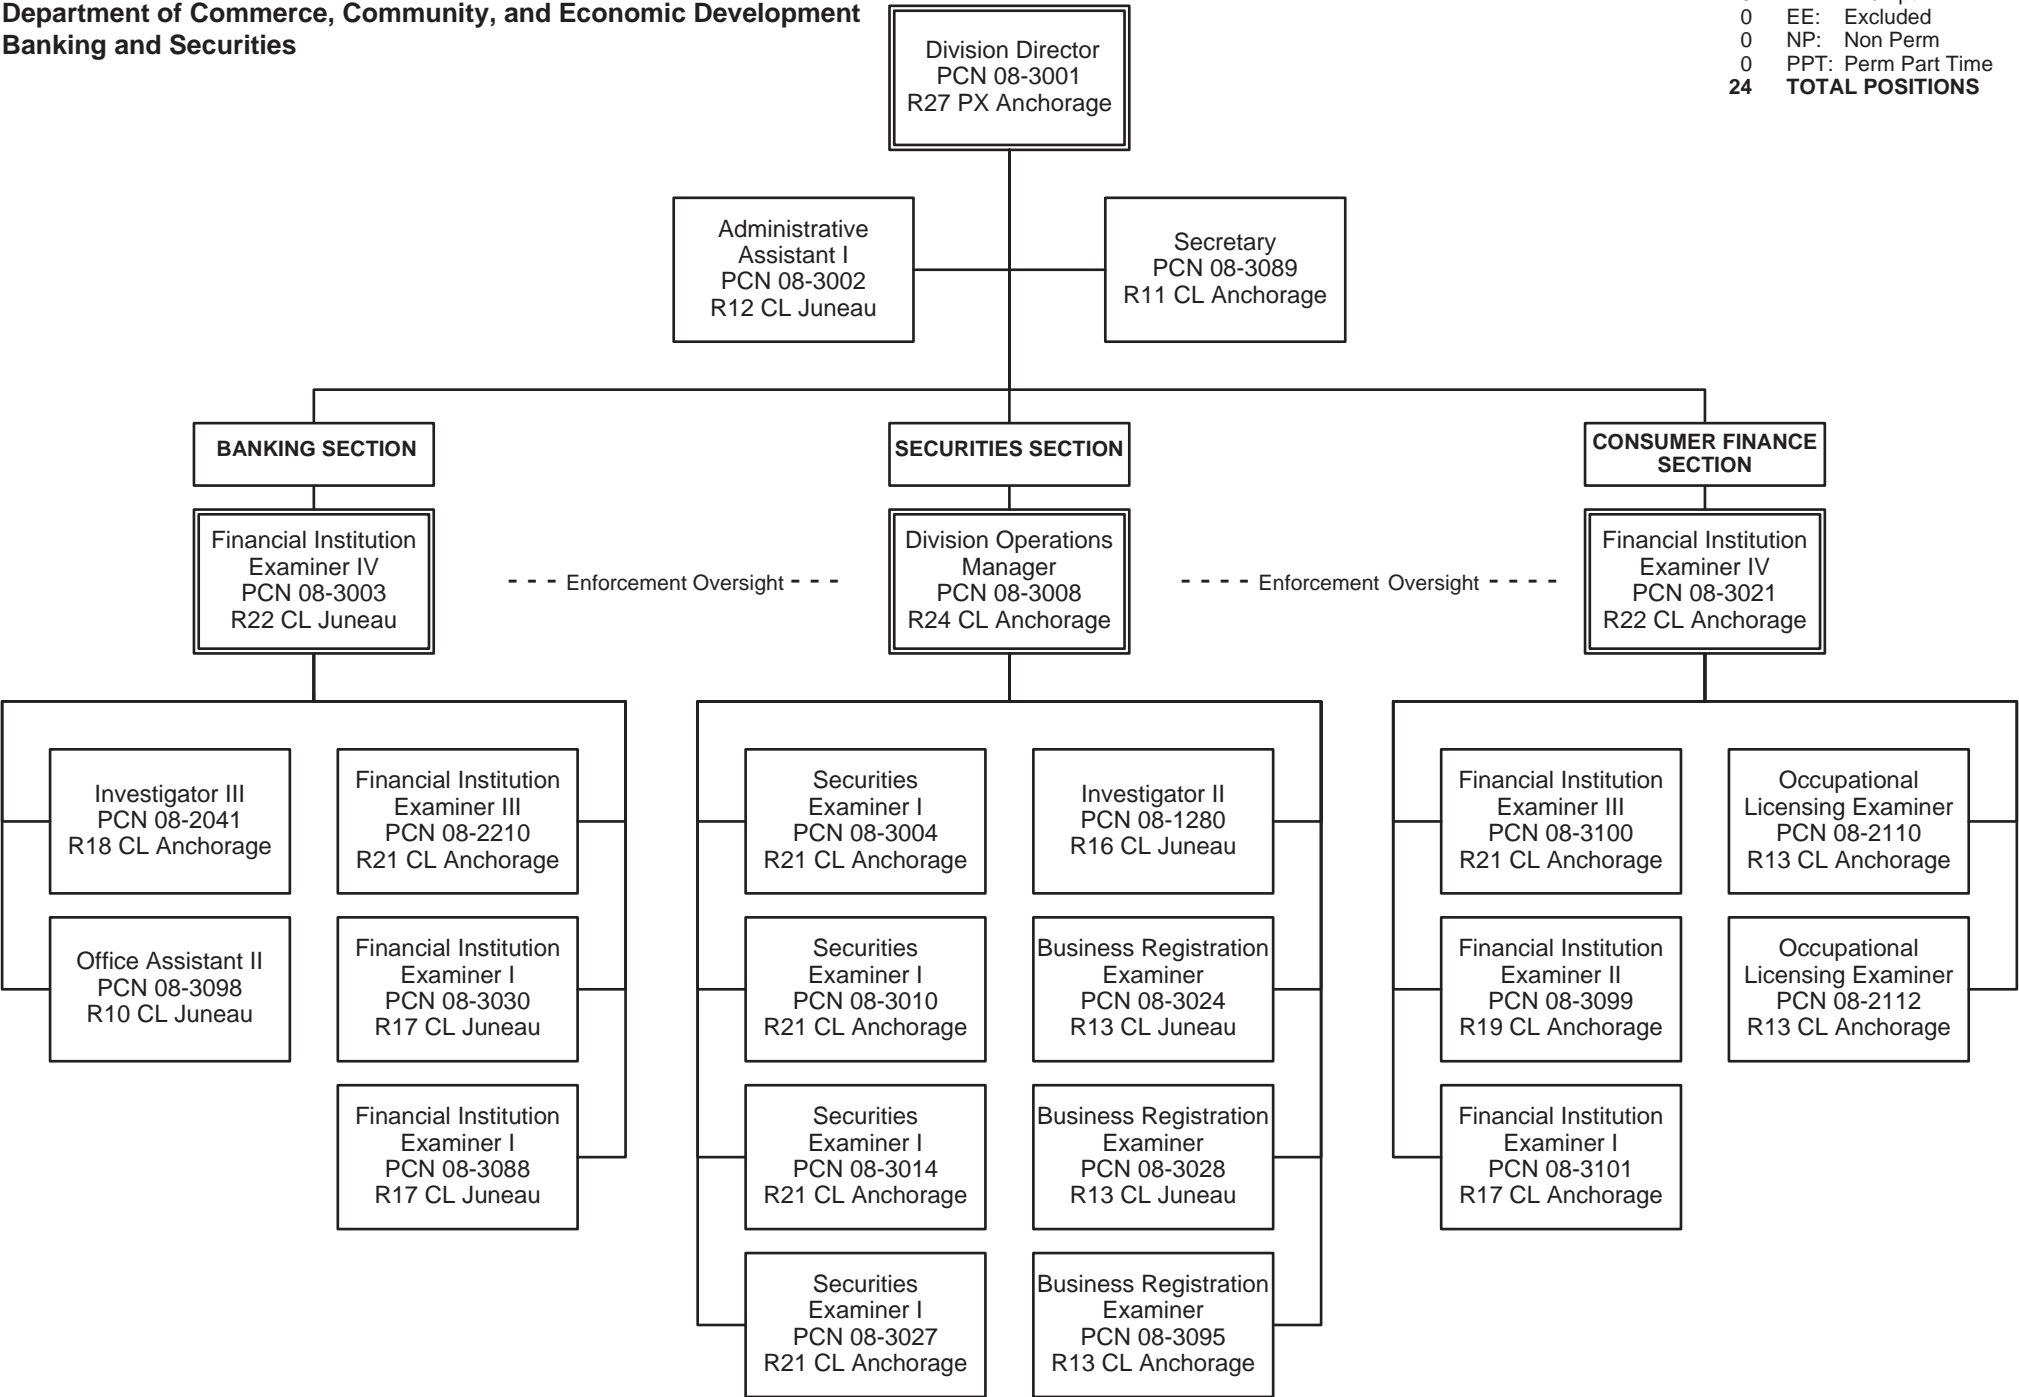 Department of Commerce, Community, and Economic Development
Banking and Securities
0 EE: Excluded
0 NP: Non Perm
0 PPT: Perm Part Time
24 TOTAL POSITIONS
Division Director
PCN 08-3001
R27 PX Anchorage
Administrative
Assistant I
PCN 08-3002
R12 CL Juneau
Secretary
PCN 08-3089
R11 CL Anchorage
BANKING SECTION
SECURITIES SECTION
CONSUMER FINANCE
SECTION
Financial Institution
Examiner IV
PCN 08-3003
R22 CL Juneau
- - - Enforcement Oversight - - -
Division Operations
Manager
PCN 08-3008
R24 CL Anchorage
- - - - Enforcement Oversight - - - -
Financial Institution
Examiner IV
PCN 08-3021
R22 CL Anchorage
Investigator III
PCN 08-2041
R18 CL Anchorage
Financial Institution
Examiner III
PCN 08-2210
R21 CL Anchorage
Office Assistant II
PCN 08-3098
R10 CL Juneau
Financial Institution
Examiner I
PCN 08-3030
R17 CL Juneau
Financial Institution
Examiner I
PCN 08-3088
R17 CL Juneau
Securities
Examiner I
PCN 08-3004
R21 CL Anchorage
Investigator II
PCN 08-1280
R16 CL Juneau
Securities
Examiner I
PCN 08-3010
R21 CL Anchorage
Business Registration
Examiner
PCN 08-3024
R13 CL Juneau
Securities
Examiner I
PCN 08-3014
R21 CL Anchorage
Business Registration
Examiner
PCN 08-3028
R13 CL Juneau
Securities
Examiner I
PCN 08-3027
R21 CL Anchorage
Business Registration
Examiner
PCN 08-3095
R13 CL Anchorage
Financial Institution
Examiner III
PCN 08-3100
R21 CL Anchorage
Occupational
Licensing Examiner
PCN 08-2110
R13 CL Anchorage
Financial Institution
Examiner II
PCN 08-3099
R19 CL Anchorage
Occupational
Licensing Examiner
PCN 08-2112
R13 CL Anchorage
Financial Institution
Examiner I
PCN 08-3101
R17 CL Anchorage